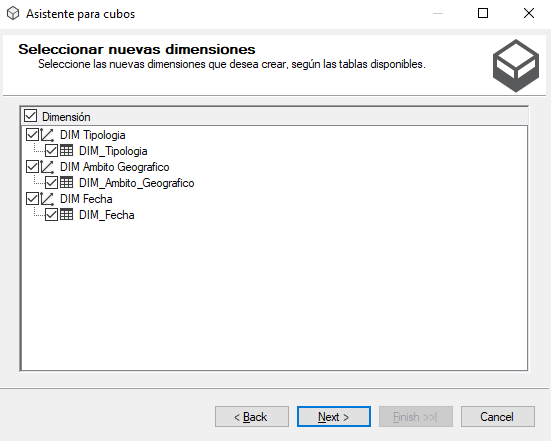 Asistente para cubos
Seleccionar nuevas dimensiones
Seleccione las nuevas dimensiones que desea crear, según las tablas disponibles.
Dimensión
DIM Tipologia
DIM_Tipologia
DIM Ambito Geografico
DIM_Ambito_Geografico
DIM Fecha
DIM_Fecha
< Back
Next >
Finish >>|
Cancel